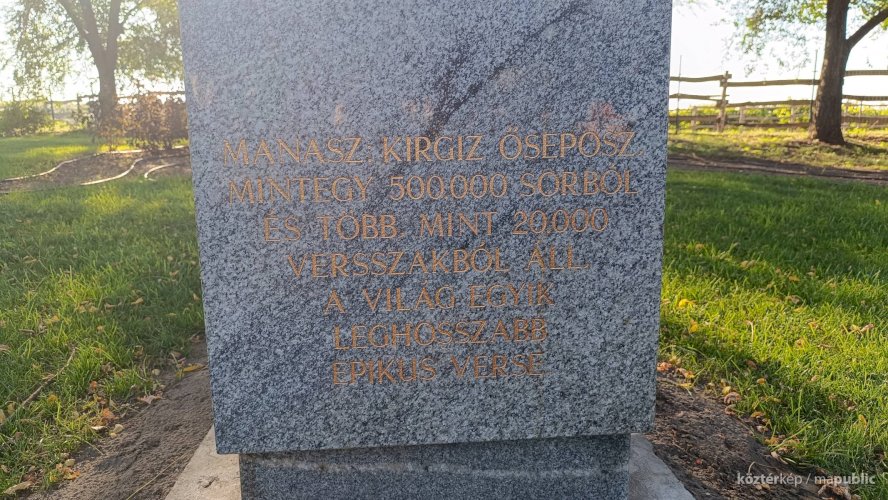 MANASZ, KIRGIZ ŐSEPOSZ.
MINTEGY 500.000 SORBÓL
ÉS TÖBB, MINT 20.000
VERSSZAKBÓL ÁLL.
A VILÁG EGYIK
LEGHOSSZABB
EPIKUS VERSE
köztérkép / mapublic